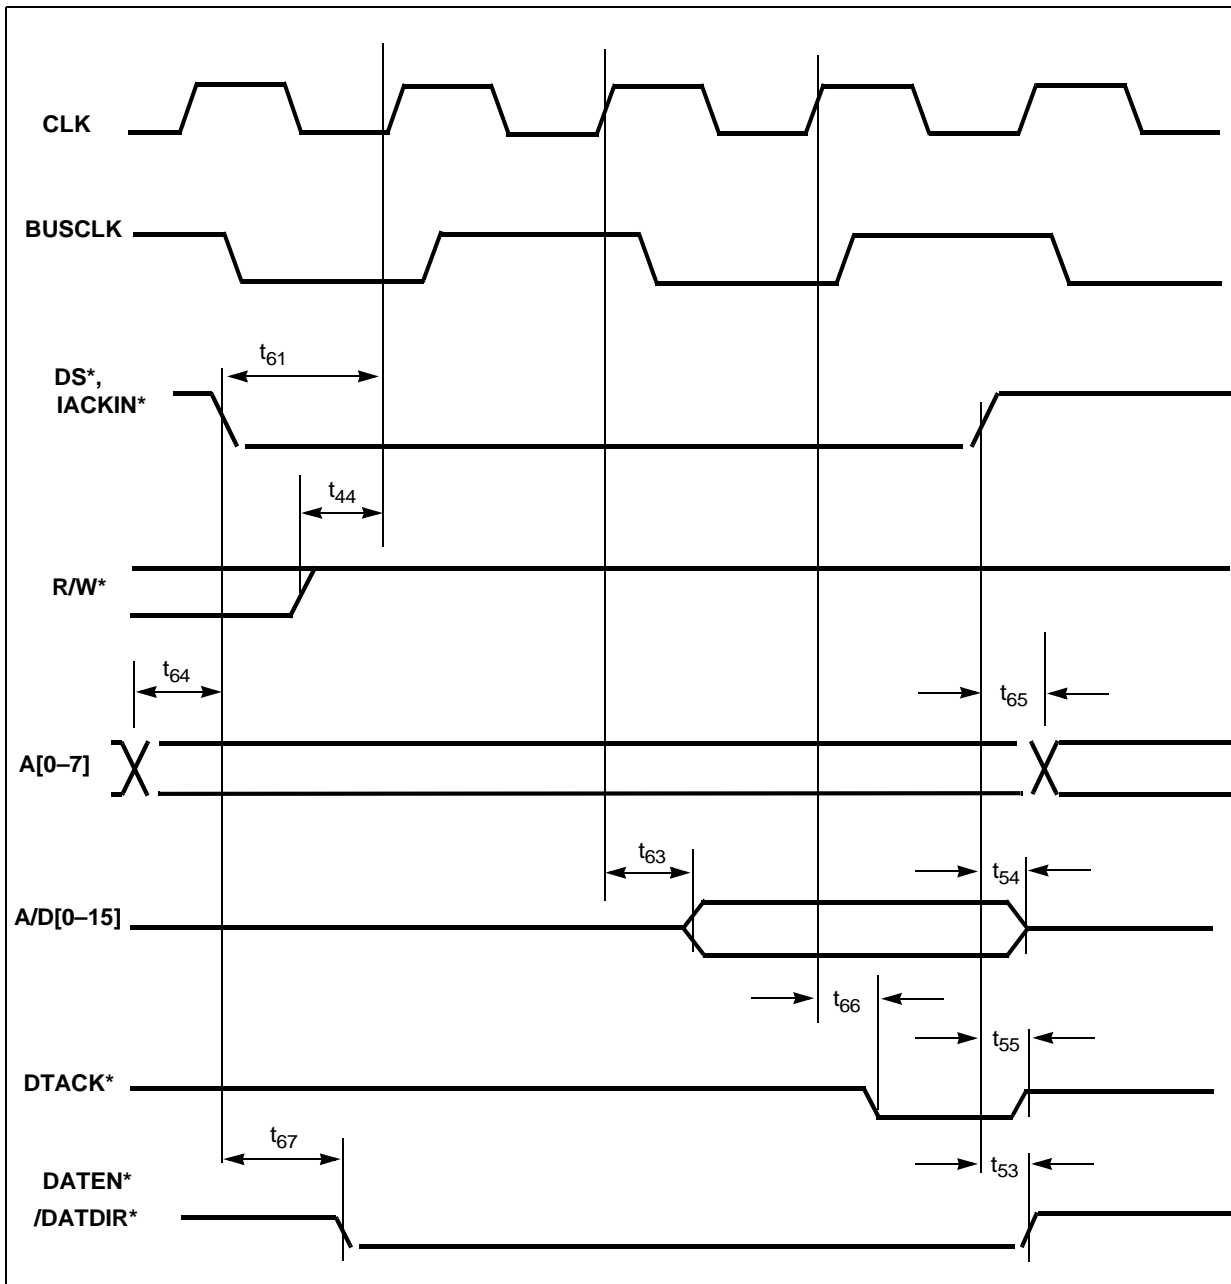 CLK
BUSCLK
t61
DS*,
IACKIN*
t44
R/W*
t64
t65
A[0–7]
t63
t54
A/D[0–15]
t66
t55
DTACK*
t67
t53
DATEN*
/DATDIR*